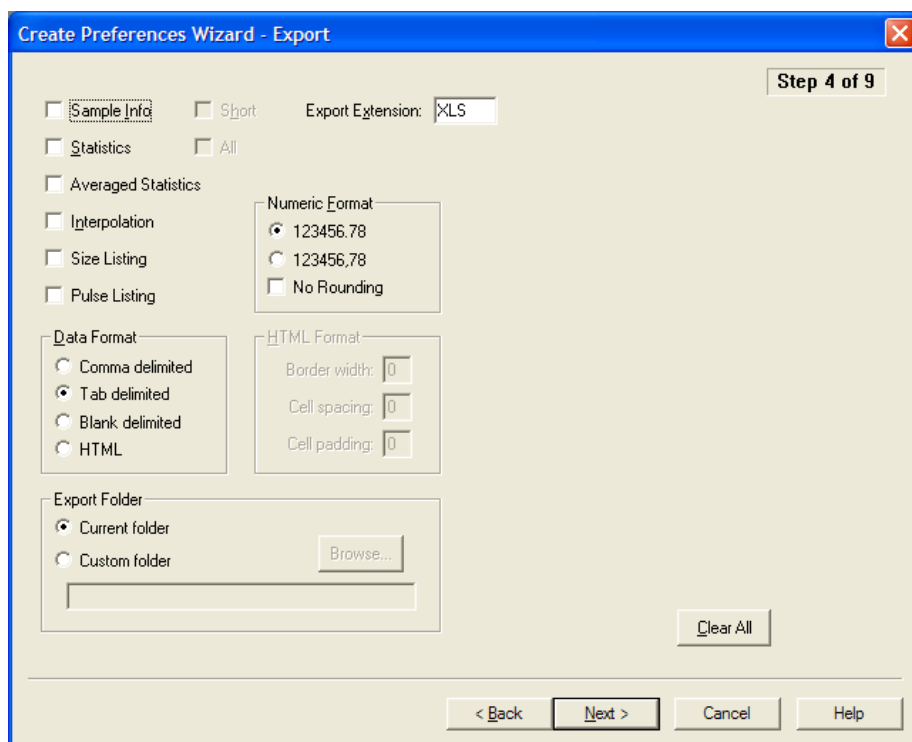 Create Preferences Wizard - Export
Step 4 of 9
Sample Info
Short
Export Extension: XLS
Statistics
All
Averaged Statistics
Interpolation
Size Listing
Pulse Listing
Numeric Format
123456.78
123456,78
No Rounding
Data Format
Comma delimited
Tab delimited
Blank delimited
HTML
HTML Format
Border width: 0
Cell spacing: 0
Cell padding: 0
Export Folder
Current folder
Custom folder
Browse...
Clear All
< Back
Next >
Cancel
Help